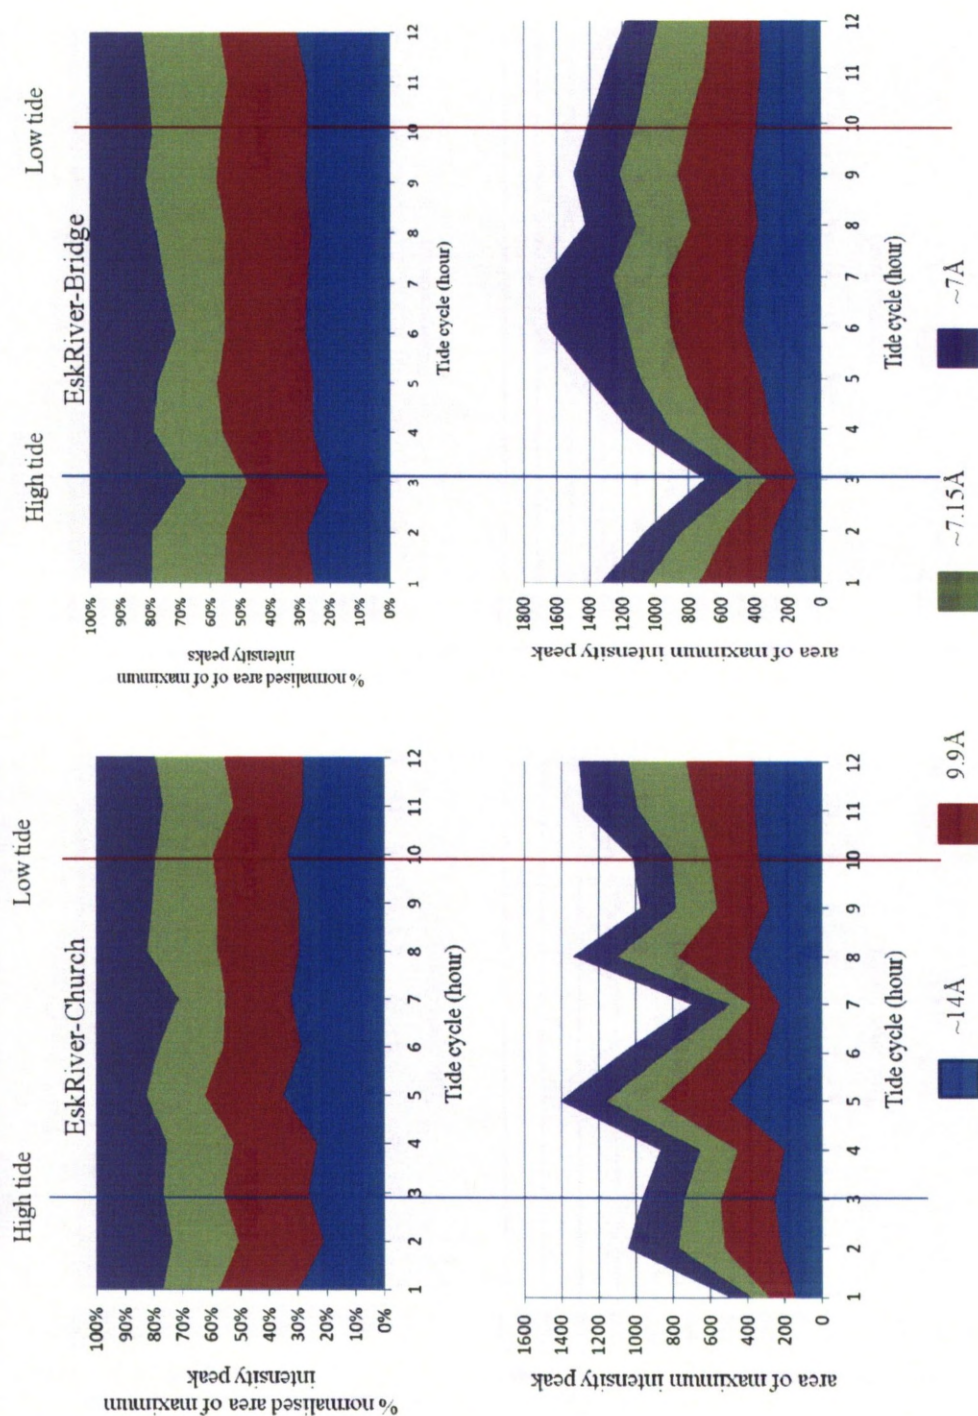 High tide
Low tide
EskRiver-Church
% normalised area of maximum
intensity peak
100%
90%
80%
70%
60%
50%
40%
30%
20%
10%
0%
1 2 3 4 5 6 7 8 9 10 11 12
Tide cycle (hour)
High tide
Low tide
EskRiver-Bridge
% normalised area of of maximum
intensity peaks
100%
90%
80%
70%
60%
50%
40%
30%
20%
10%
0%
1 2 3 4 5 6 7 8 9 10 11 12
Tide cycle (hour)
area of maximum intensity peak
1600
1400
1200
1000
800
600
400
200
0
1 2 3 4 5 6 7 8 9 10 11 12
Tide cycle (hour)
area of maximum intensity peak
1800
1600
1400
1200
1000
800
600
400
200
0
1 2 3 4 5 6 7 8 9 10 11 12
Tide cycle (hour)
~14Å
9.9Å
~7.15Å
~7Å